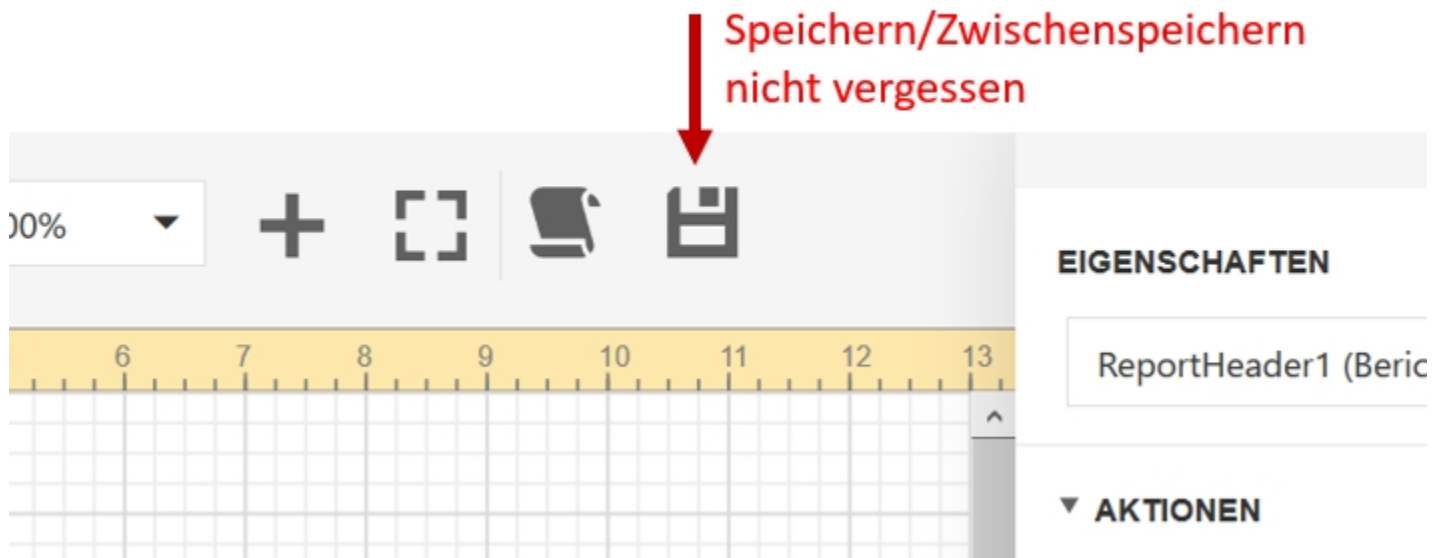 Speichern/Zwischenspeichern
nicht vergessen
00%
EIGENSCHAFTEN
6 7 8 9 10 11 12 13
ReportHeader1 (Beric
AKTIONEN